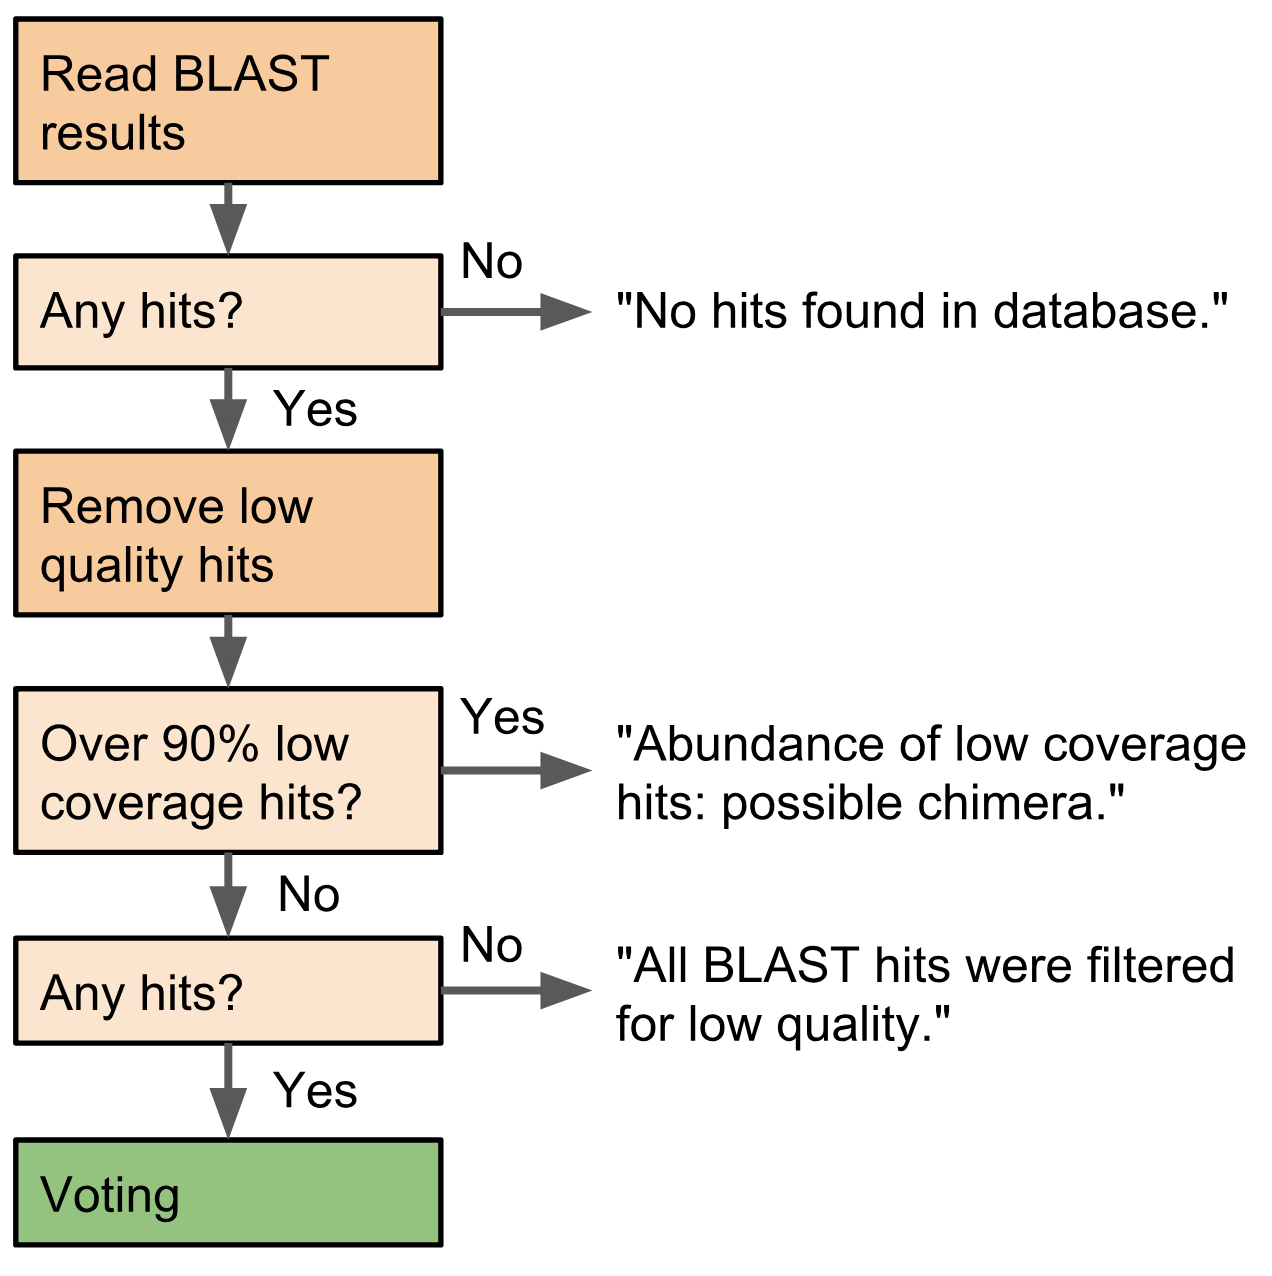 Read BLAST
results
No
Any hits?
"No hits found in database."
Yes
Remove low
quality hits
Yes
Over 90% low
coverage hits?
"Abundance of low coverage
hits: possible chimera."
No
No
Any hits?
"All BLAST hits were filtered
for low quality."
Yes
Voting